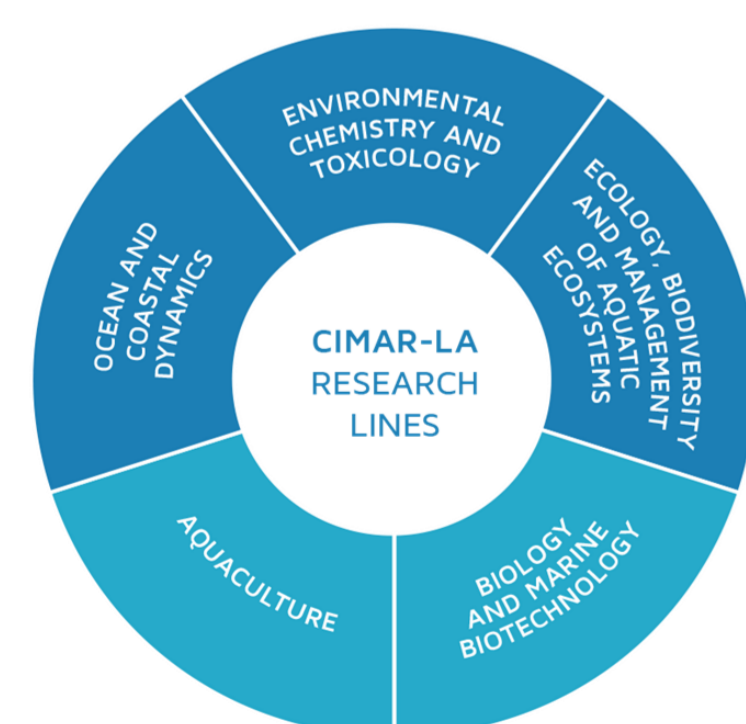 ENVIRONMENTAL
CHEMISTRY AND
TOXICOLOGY
ECOLOGY, BIODIVERSITY
AND MANAGEMENT
OF AQUATIC
ECOSYSTEMS
OCEAN AND
COASTAL
DYNAMICS
CIMAR-LA
RESEARCH
LINES
AQUACULTURE
BIOLOGY
AND MARINE
BIOTECHNOLOGY